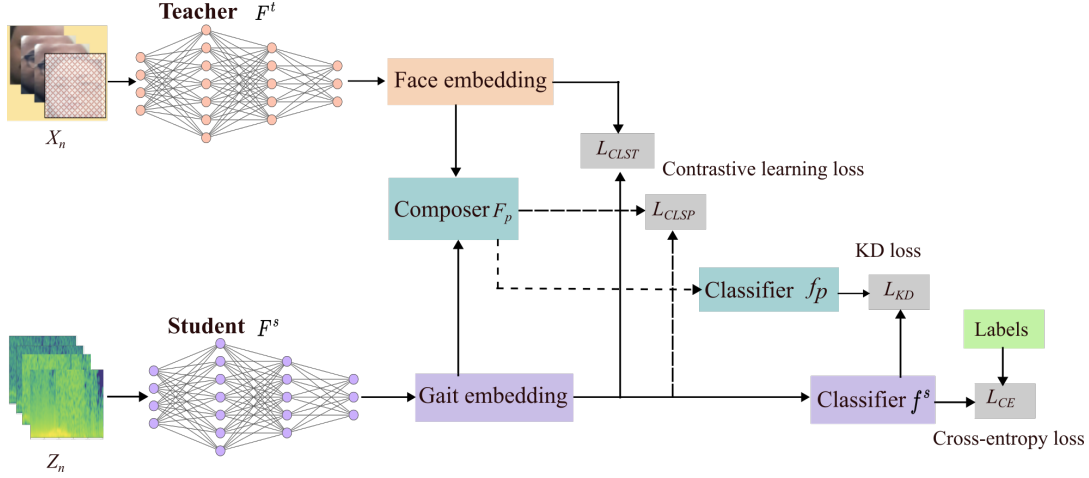 Teacher F^t
Face embedding
X_n
L_CLST
Contrastive learning loss
Composer F_p
L_CLSP
KD loss
Classifier f_p
L_KD
Student F^s
Labels
Gait embedding
Classifier f^s
L_CE
Cross-entropy loss
Z_n